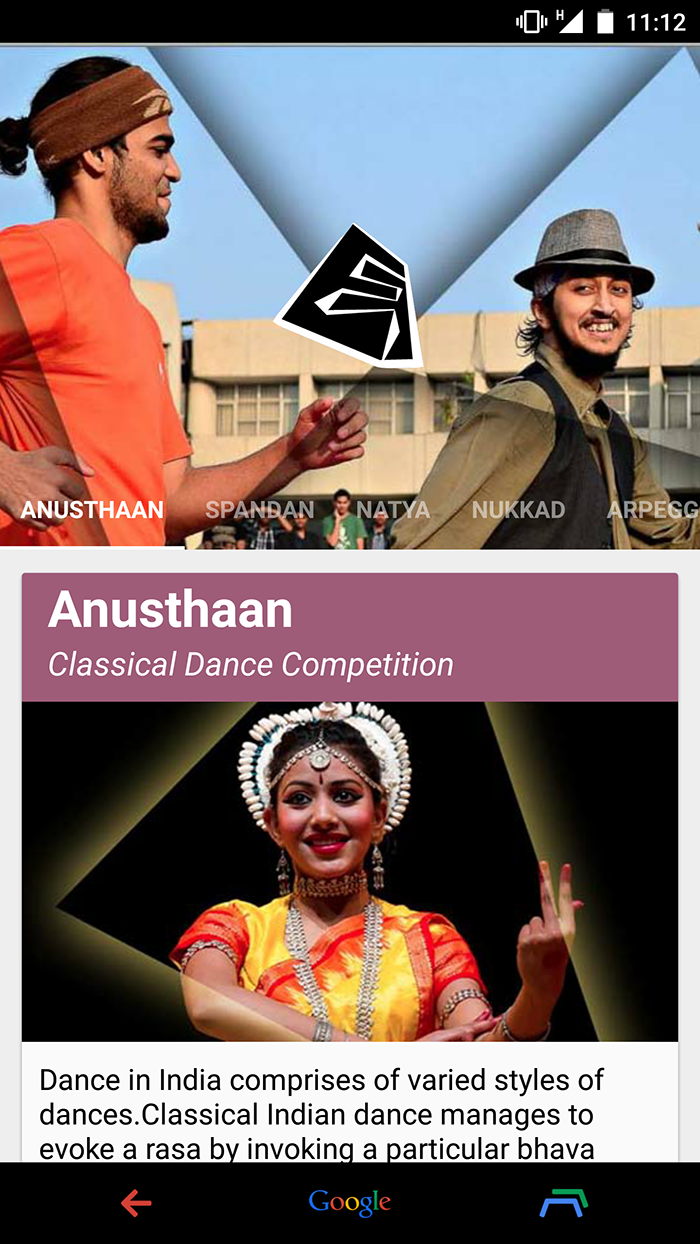 H 11:12
ANUSTHAAN SPANDAN NATYA NUKKAD ARPEGG
Anusthaan
Classical Dance Competition
Dance in India comprises of varied styles of
dances.Classical Indian dance manages to
evoke a rasa by invoking a particular bhava
Google